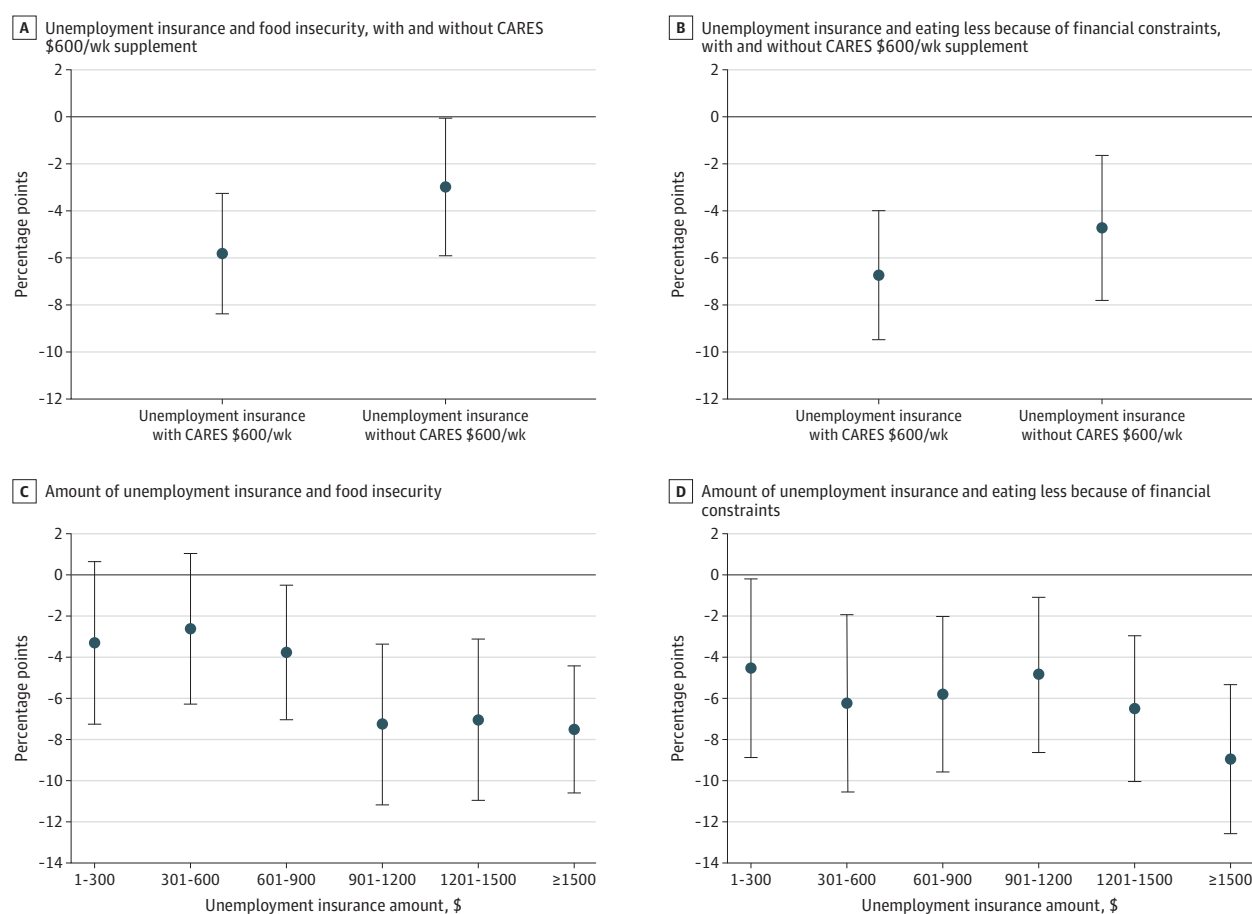 A Unemployment insurance and food insecurity, with and without CARES
$600/wk supplement
2
0
-2
-4
-6
-8
-10
-12
Percentage points
Unemployment insurance
with CARES $600/wk
Unemployment insurance
without CARES $600/wk
B Unemployment insurance and eating less because of financial constraints,
with and without CARES $600/wk supplement
2
0
-2
-4
-6
-8
-10
-12
Percentage points
Unemployment insurance
with CARES $600/wk
Unemployment insurance
without CARES $600/wk
C Amount of unemployment insurance and food insecurity
2
0
-2
-4
-6
-8
-10
-12
-14
Percentage points
1-300 301-600 601-900 901-1200 1201-1500 ≥1500
Unemployment insurance amount, $
D Amount of unemployment insurance and eating less because of financial
constraints
2
0
-2
-4
-6
-8
-10
-12
-14
Percentage points
1-300 301-600 601-900 901-1200 1201-1500 ≥1500
Unemployment insurance amount, $